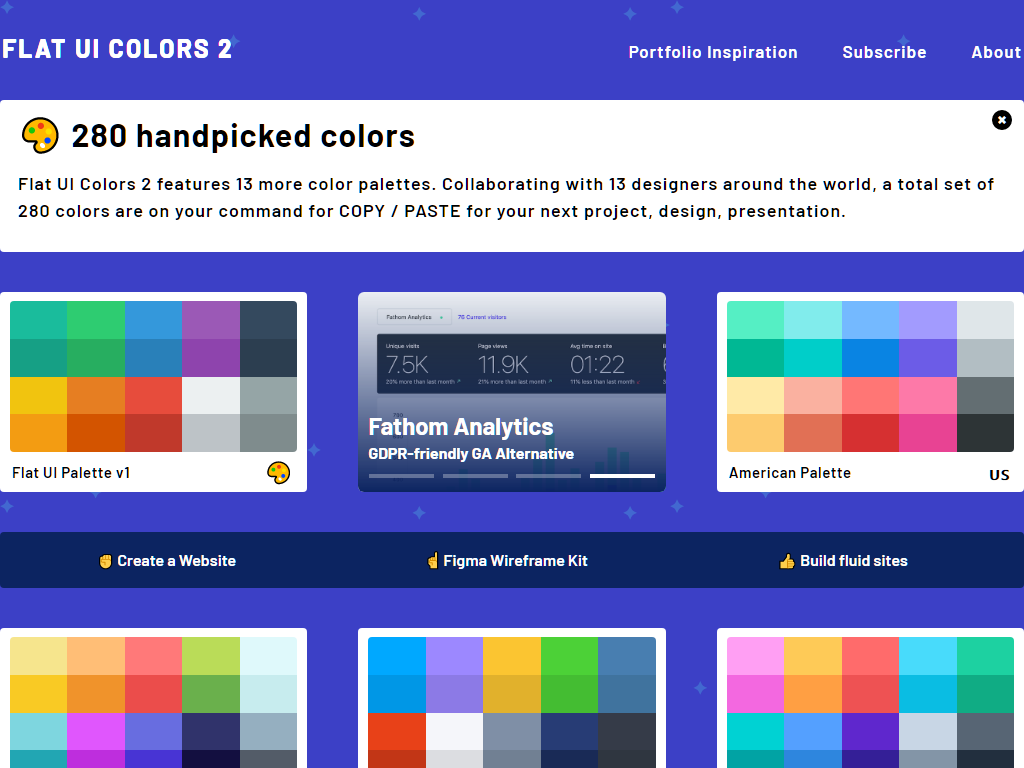 FLAT UI COLORS 2
Portfolio Inspiration
Subscribe
About
280 handpicked colors
Flat UI Colors 2 features 13 more color palettes. Collaborating with 13 designers around the world, a total set of
280 colors are on your command for COPY / PASTE for your next project, design, presentation.
Flat UI Palette v1
Fathom Analytics
76 Current visitors
Unique visits
Page views
Avg time on site
7.5K
11.9K
01:22
20% more than last month
21% more than last month
11% less than last month
Fathom Analytics
GDPR-friendly GA Alternative
American Palette
US
Create a Website
Figma Wireframe Kit
Build fluid sites